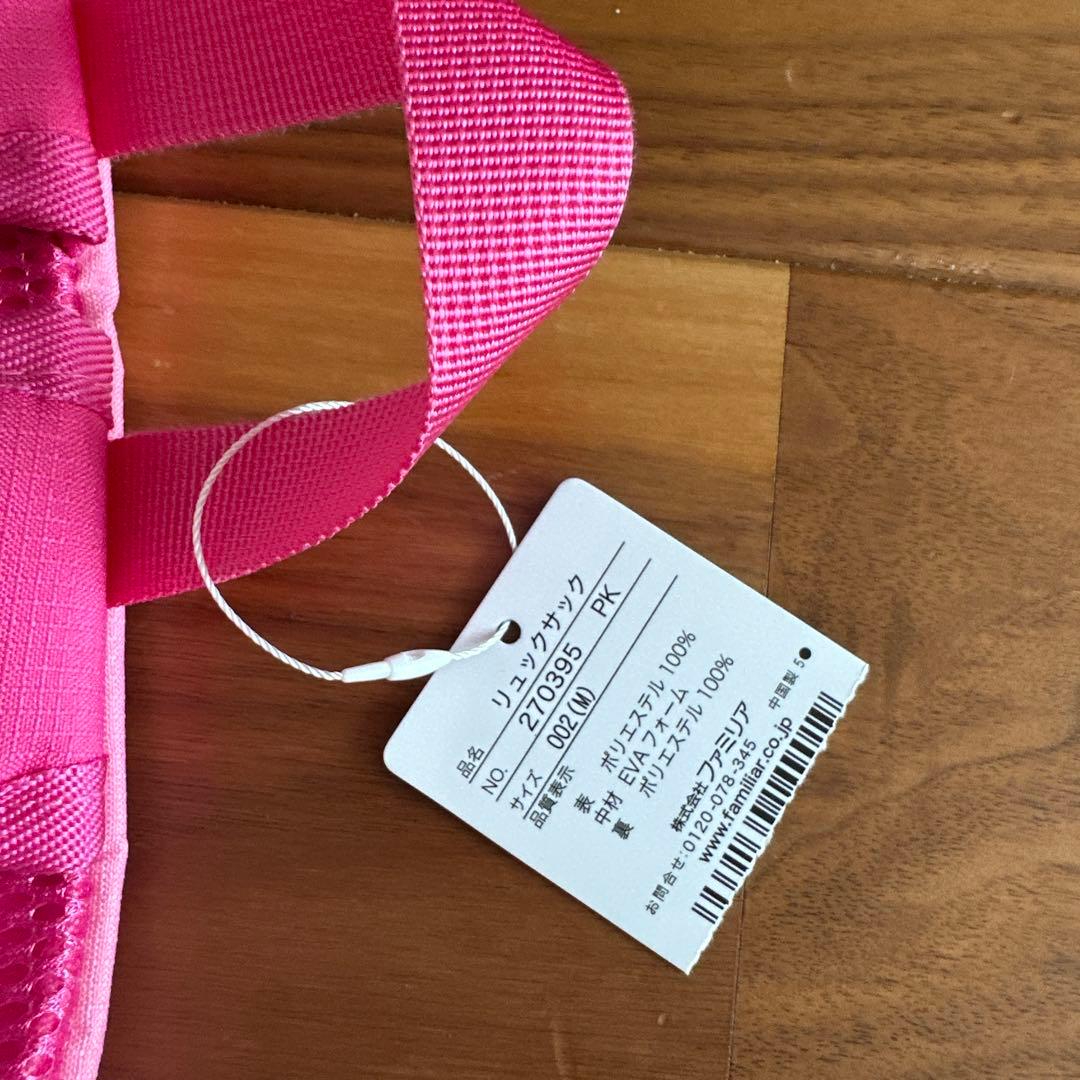 品名 リュックサック
NO. 270395 PK
サイズ 002(M)
品質表示
表 ポリエステル 100%
中材 EVAフォーム
裏 ポリエステル 100%
株式会社ファミリア
お問合せ:0120-078-345
www.familiar.co.jp
中国製 5